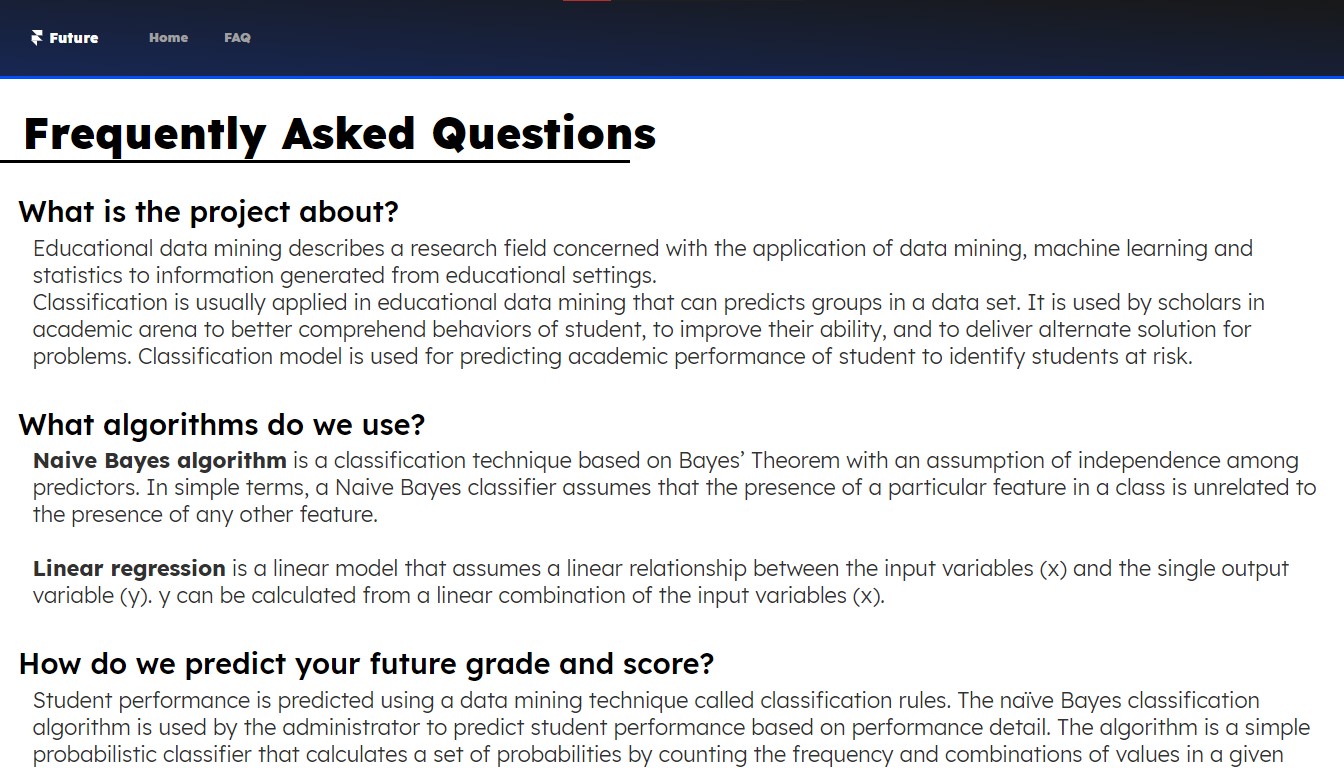 Future Home FAQ
Frequently Asked Questions
What is the project about?
Educational data mining describes a research field concerned with the application of data mining, machine learning and
statistics to information generated from educational settings.
Classification is usually applied in educational data mining that can predicts groups in a data set. It is used by scholars in
academic arena to better comprehend behaviors of student, to improve their ability, and to deliver alternate solution for
problems. Classification model is used for predicting academic performance of student to identify students at risk.
What algorithms do we use?
Naive Bayes algorithm is a classification technique based on Bayes’ Theorem with an assumption of independence among
predictors. In simple terms, a Naive Bayes classifier assumes that the presence of a particular feature in a class is unrelated to
the presence of any other feature.
Linear regression is a linear model that assumes a linear relationship between the input variables (x) and the single output
variable (y). y can be calculated from a linear combination of the input variables (x).
How do we predict your future grade and score?
Student performance is predicted using a data mining technique called classification rules. The naïve Bayes classification
algorithm is used by the administrator to predict student performance based on performance detail. The algorithm is a simple
probabilistic classifier that calculates a set of probabilities by counting the frequency and combinations of values in a given